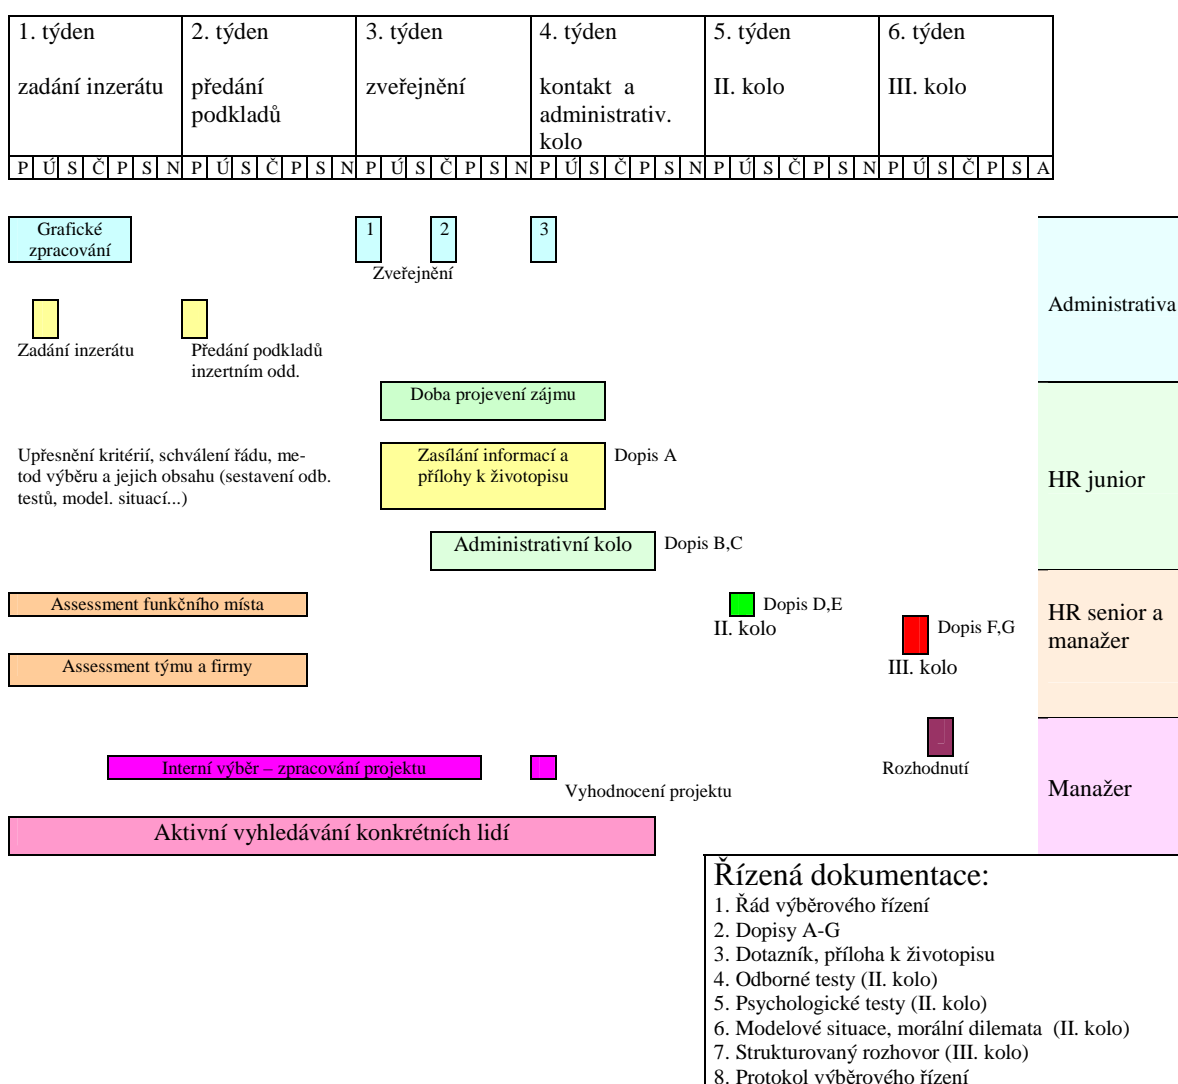 1. týden 2. týden 3. týden 4. týden 5. týden 6. týden
zadání inzerátu předání zveřejnění kontakt a II. kolo III. kolo
podkladů administrativ.
kolo
P Ú S Č P S N P Ú S Č P S N P Ú S Č P S N P Ú S Č P S N P Ú S Č P S N P Ú S Č P S A
Grafické
zpracování
1 2 3
Zveřejnění
Administrativa
Zadání inzerátu
Předání podkladů
inzertním odd.
Doba projevení zájmu
Upřesnění kritérií, schválení řádu, me-
tod výběru a jejich obsahu (sestavení odb.
testů, model. situací...)
Zasílání informací a
přílohy k životopisu
Dopis A
HR junior
Administrativní kolo
Dopis B,C
Assessment funkčního místa
Dopis D,E
II. kolo
Dopis F,G
III. kolo
HR senior a
manažer
Assessment týmu a firmy
Interní výběr – zpracování projektu
Vyhodnocení projektu
Rozhodnutí
Manažer
Aktivní vyhledávání konkrétních lidí
Řízená dokumentace:
1. Řád výběrového řízení
2. Dopisy A-G
3. Dotazník, příloha k životopisu
4. Odborné testy (II. kolo)
5. Psychologické testy (II. kolo)
6. Modelové situace, morální dilemata (II. kolo)
7. Strukturovaný rozhovor (III. kolo)
8. Protokol výběrového řízení